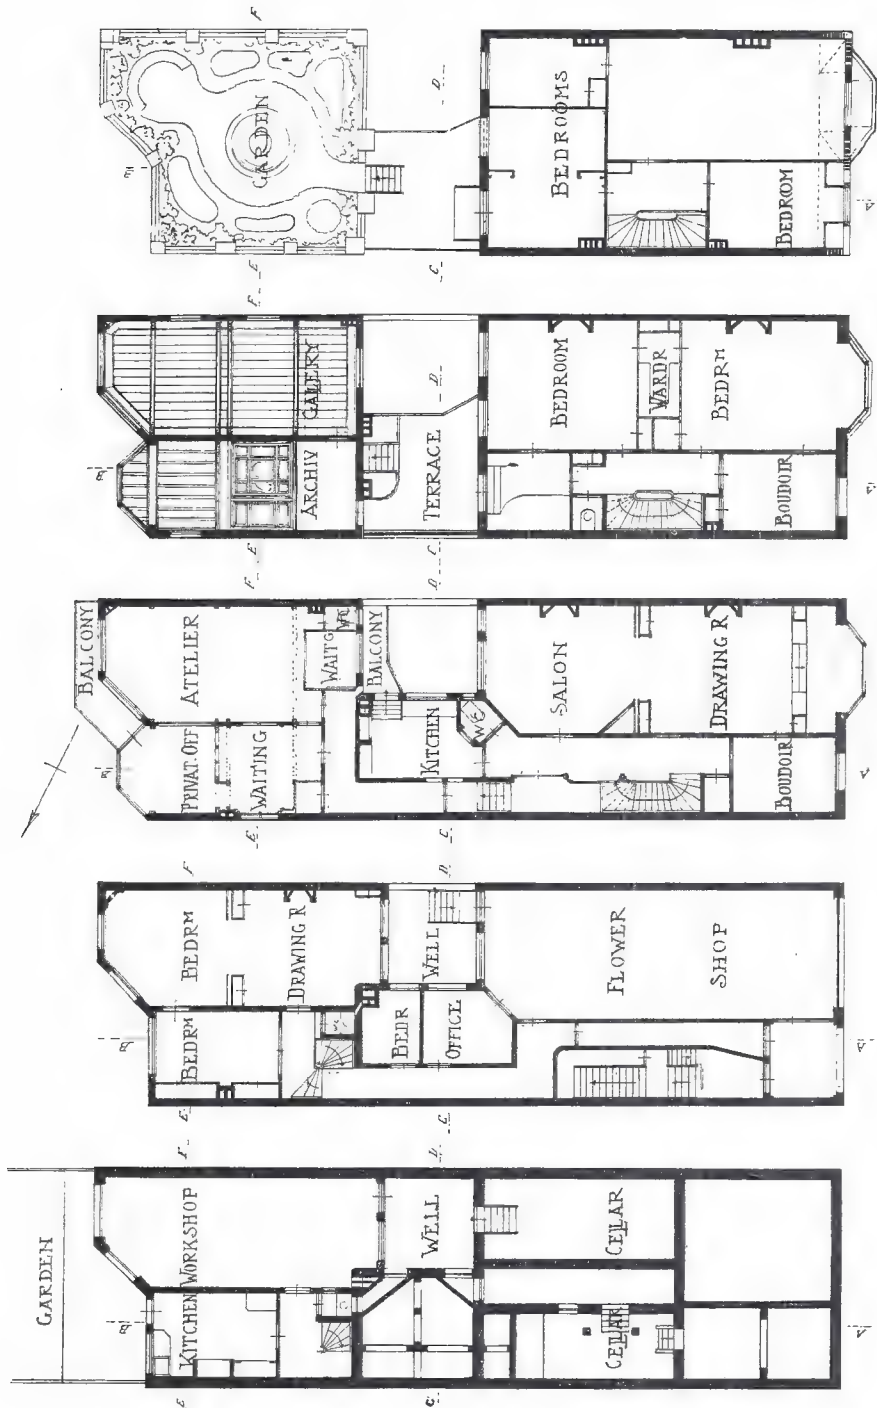 F
GARDEN
B
E
D
C
BEDROOMS
BEDROOM
A
F
GALERY
ARCHIV
B
E
D
TERRACE
C
BEDROOM
WARDR
BEDRM
BOUDOIR
A
F
BALCONY
ATELIER
PRIVAT. OFF
WAITING
WAITG
WC
B
E
D
BALCONY
KITCHEN
WC
C
SALON
DRAWING R
BOUDOIR
A
F
BEDRM
DRAWING R
BEDRM
B
E
D
WELL
BEDR
OFFICE
C
FLOWER
SHOP
A
GARDEN
F
WORKSHOP
KITCHEN
B
E
D
WELL
C
CELLAR
CELLAR
A